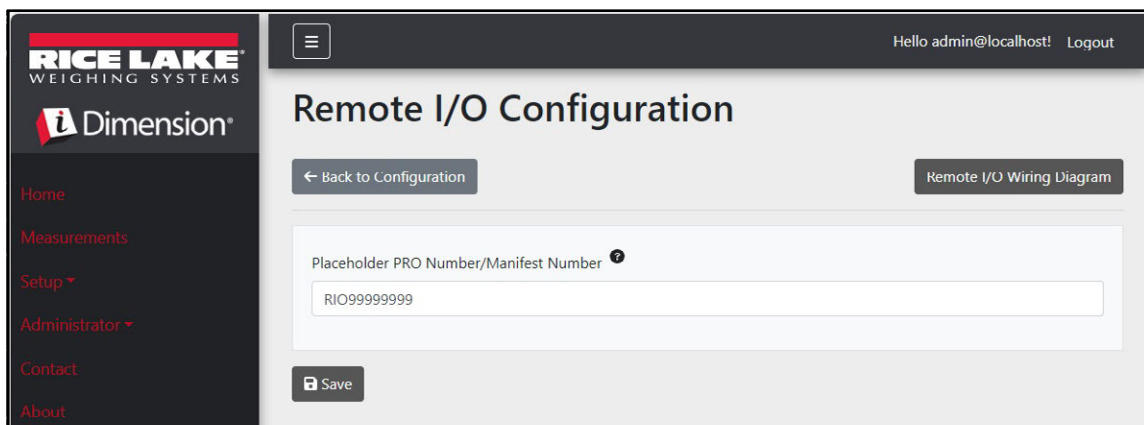 RICE LAKE®
WEIGHING SYSTEMS
i Dimension®
Home
Measurements
Setup
Administrator
Contact
About
Hello admin@localhost! Logout
Remote I/O Configuration
← Back to Configuration
Remote I/O Wiring Diagram
Placeholder PRO Number/Manifest Number ?
RIO99999999
Save